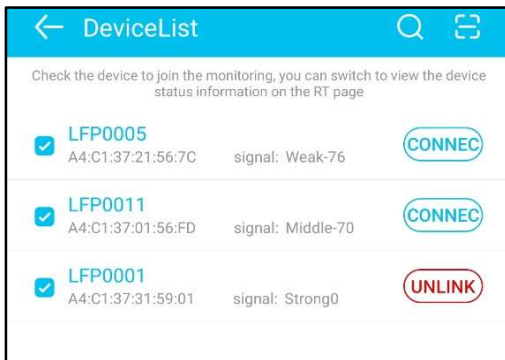 DeviceList
Check the device to join the monitoring, you can switch to view the device
status information on the RT page
LFP0005
A4:C1:37:21:56:7C signal: Weak-76
CONNEC
LFP0011
A4:C1:37:01:56:FD signal: Middle-70
CONNEC
LFP0001
A4:C1:37:31:59:01 signal: Strong0
UNLINK